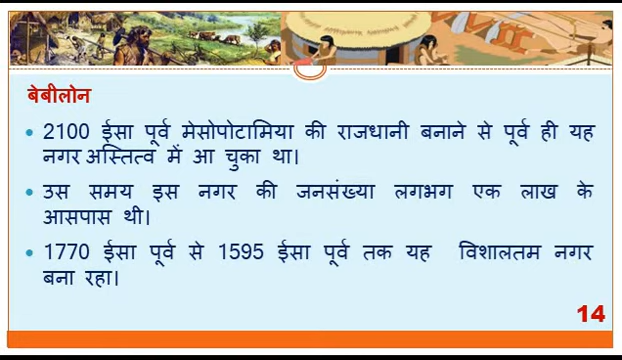 बेबीलोन
2100 ईसा पूर्व मेसोपोटामिया की राजधानी बनाने से पूर्व ही यह
नगर अस्तित्व में आ चुका था।
उस समय इस नगर की जनसंख्या लगभग एक लाख के
आसपास थी।
1770 ईसा पूर्व से 1595 ईसा पूर्व तक यह विशालतम नगर
बना रहा।
14